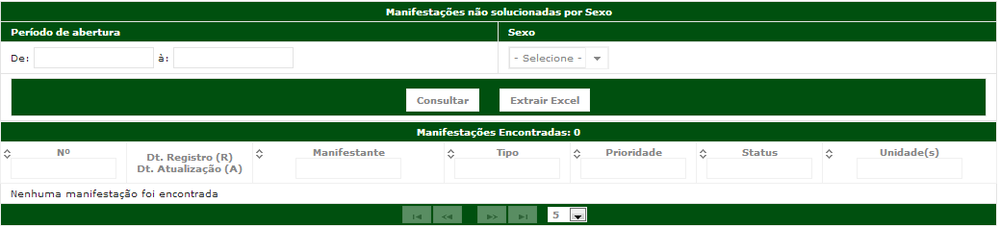 Manifestações não solucionadas por Sexo
Período de abertura Sexo
De: à: - Selecione -
Consultar Extrair Excel
Manifestações Encontradas: 0
Nº Dt. Registro (R) Manifestante Tipo Prioridade Status Unidade(s)
Dt. Atualização (A)
Nenhuma manifestação foi encontrada
5